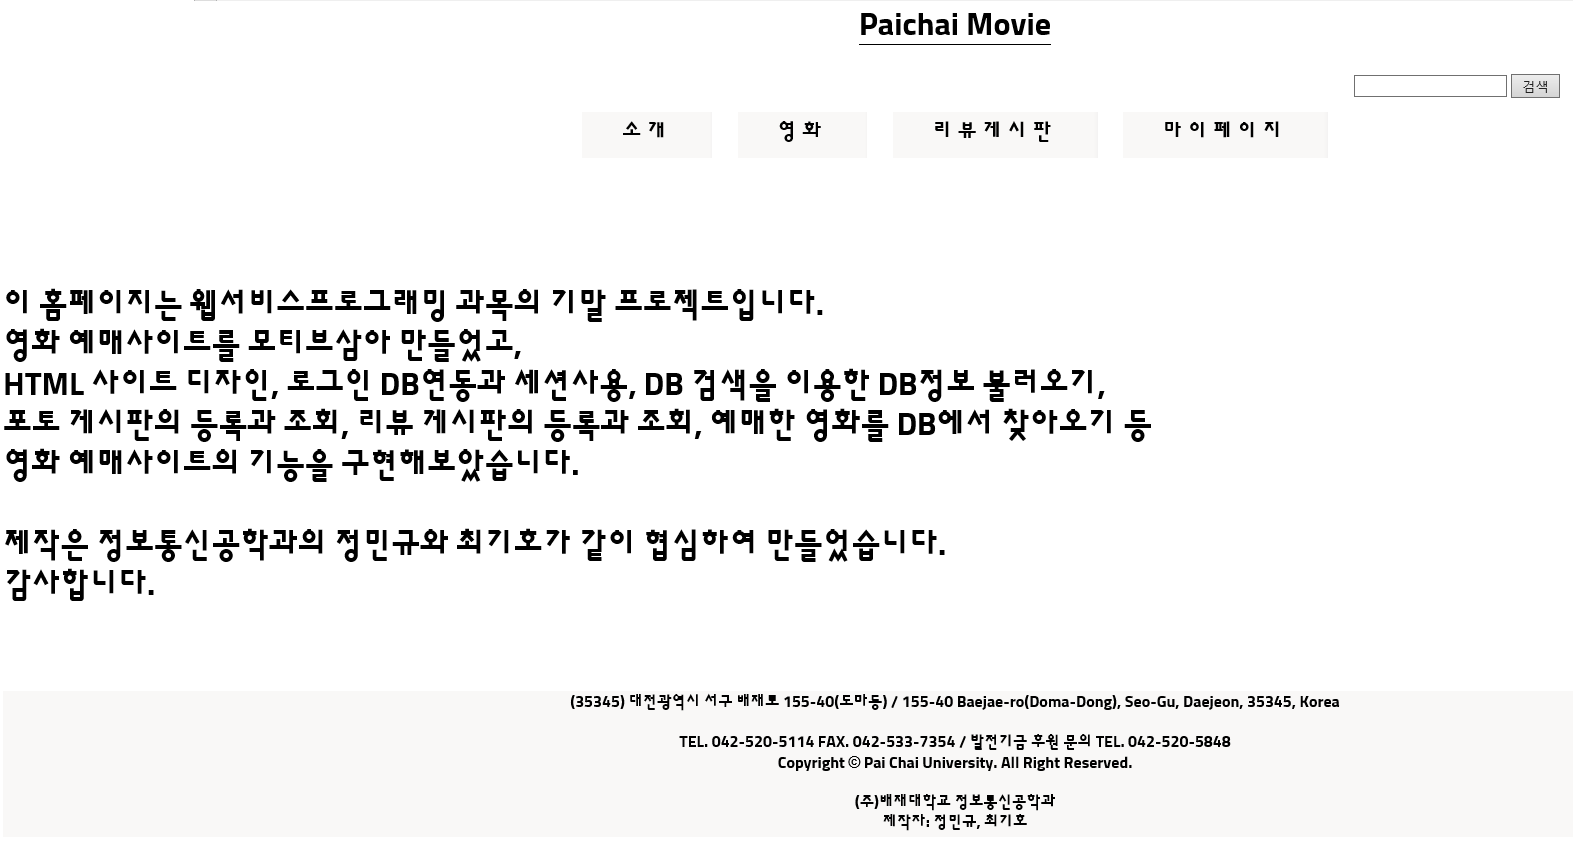 Paichai Movie
검색
소개 영화 리뷰게시판 마이페이지
이 홈페이지는 웹서비스프로그래밍 과목의 기말 프로젝트입니다.
영화 예매사이트를 모티브삼아 만들었고,
HTML 사이트 디자인, 로그인 DB연동과 세션사용, DB 검색을 이용한 DB정보 불러오기,
포토 게시판의 등록과 조회, 리뷰 게시판의 등록과 조회, 예매한 영화를 DB에서 찾아오기 등
영화 예매사이트의 기능을 구현해보았습니다.
제작은 정보통신공학과의 정민규와 최기호가 같이 협심하여 만들었습니다.
감사합니다.
(35345) 대전광역시 서구 배재로 155-40(도마동) / 155-40 Baejae-ro(Doma-Dong), Seo-Gu, Daejeon, 35345, Korea
TEL. 042-520-5114 FAX. 042-533-7354 / 발전기금 후원 문의 TEL. 042-520-5848
Copyright © Pai Chai University. All Right Reserved.
(주)배재대학교 정보통신공학과
제작자: 정민규, 최기호